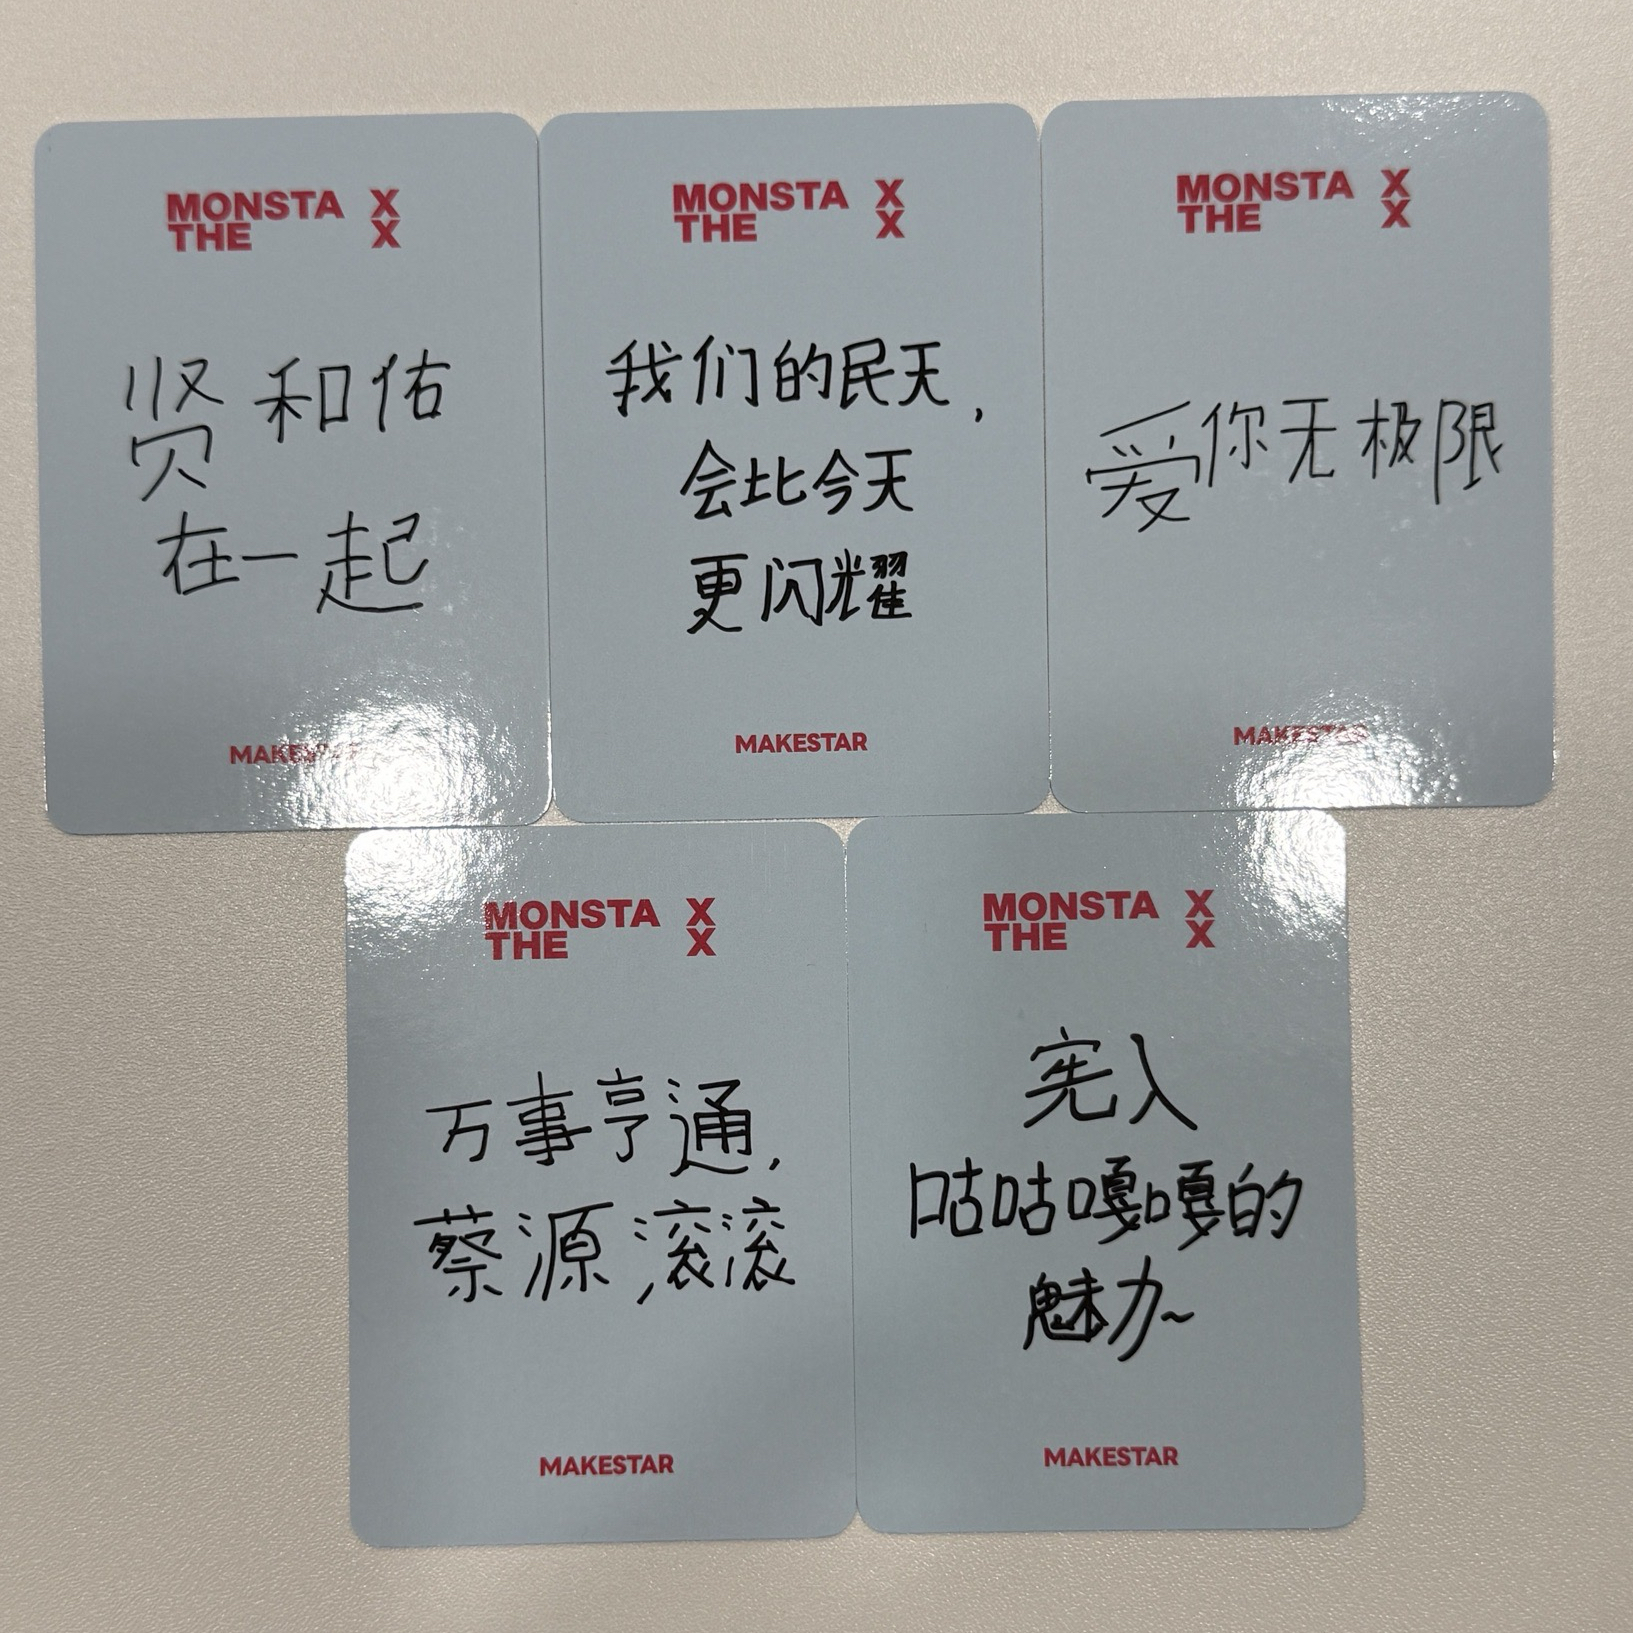 MONSTA X
THE X
贤和佑
在一起
MAKESTAR
MONSTA X
THE X
我们的民天,
会比今天
更闪耀
MAKESTAR
MONSTA X
THE X
爱你无极限
MAKESTAR
MONSTA X
THE X
万事亨通,
蔡源滚滚
MAKESTAR
MONSTA X
THE X
宪入
咕咕嘎嘎的
魅力~
MAKESTAR